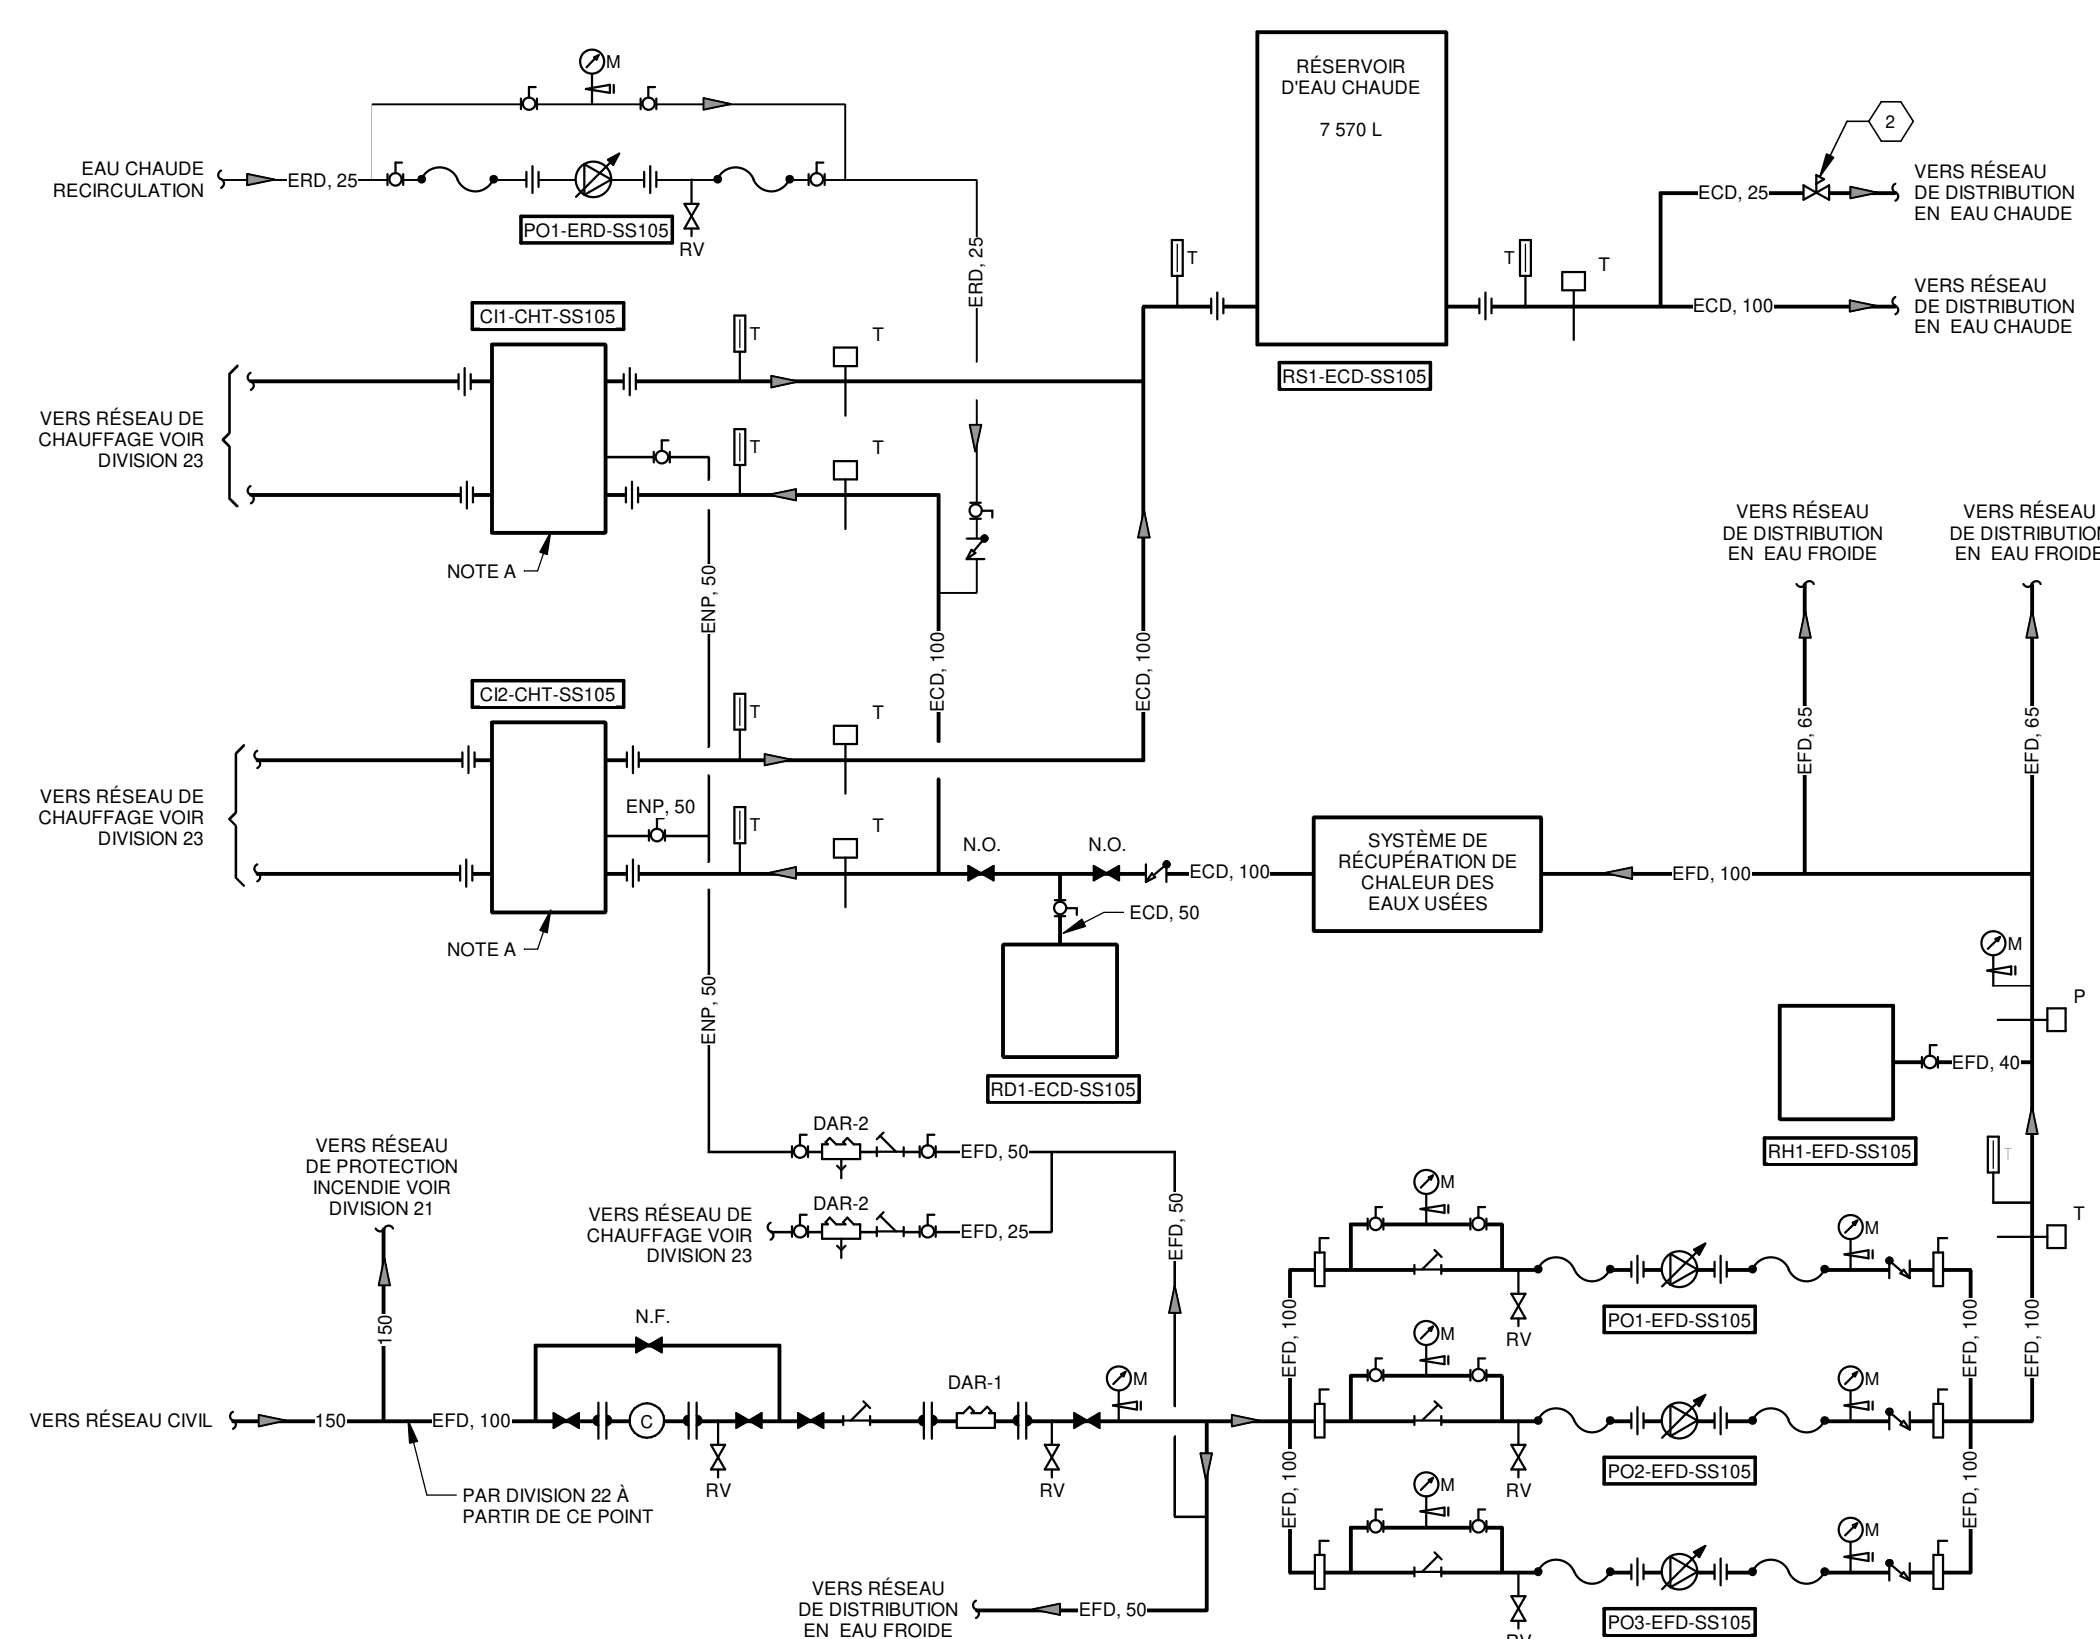 M
EAU CHAUDE
RECIRCULATION
ERD, 25
PO1-ERD-SS105
RV
ERD, 25
RÉSERVOIR
D'EAU CHAUDE
7 570 L
RS1-ECD-SS105
T
T
T
2
ECD, 25
VERS RÉSEAU
DE DISTRIBUTION
EN EAU CHAUDE
ECD, 100
VERS RÉSEAU
DE DISTRIBUTION
EN EAU CHAUDE
CI1-CHT-SS105
T
T
VERS RÉSEAU DE
CHAUFFAGE VOIR
DIVISION 23
T
T
NOTE A
ENP, 50
ECD, 100
ECD, 100
CI2-CHT-SS105
T
T
VERS RÉSEAU DE
CHAUFFAGE VOIR
DIVISION 23
ENP, 50
T
T
NOTE A
N.O.
N.O.
ECD, 100
ECD, 50
RD1-ECD-SS105
SYSTÈME DE
RÉCUPÉRATION DE
CHALEUR DES
EAUX USÉES
EFD, 100
VERS RÉSEAU
DE DISTRIBUTION
EN EAU FROIDE
EFD, 65
VERS RÉSEAU
DE DISTRIBUTION
EN EAU FROIDE
EFD, 65
M
P
EFD, 40
RH1-EFD-SS105
T
T
EFD, 100
ENP, 50
DAR-2
EFD, 50
VERS RÉSEAU DE
CHAUFFAGE VOIR
DIVISION 23
DAR-2
EFD, 25
EFD, 50
VERS RÉSEAU
DE PROTECTION
INCENDIE VOIR
DIVISION 21
150
N.F.
VERS RÉSEAU CIVIL
150
EFD, 100
C
RV
DAR-1
RV
M
PAR DIVISION 22 À
PARTIR DE CE POINT
VERS RÉSEAU
DE DISTRIBUTION
EN EAU FROIDE
EFD, 50
EFD, 100
EFD, 100
M
RV
PO1-EFD-SS105
M
M
RV
PO2-EFD-SS105
M
M
RV
PO3-EFD-SS105
M
EFD, 100
EFD, 100